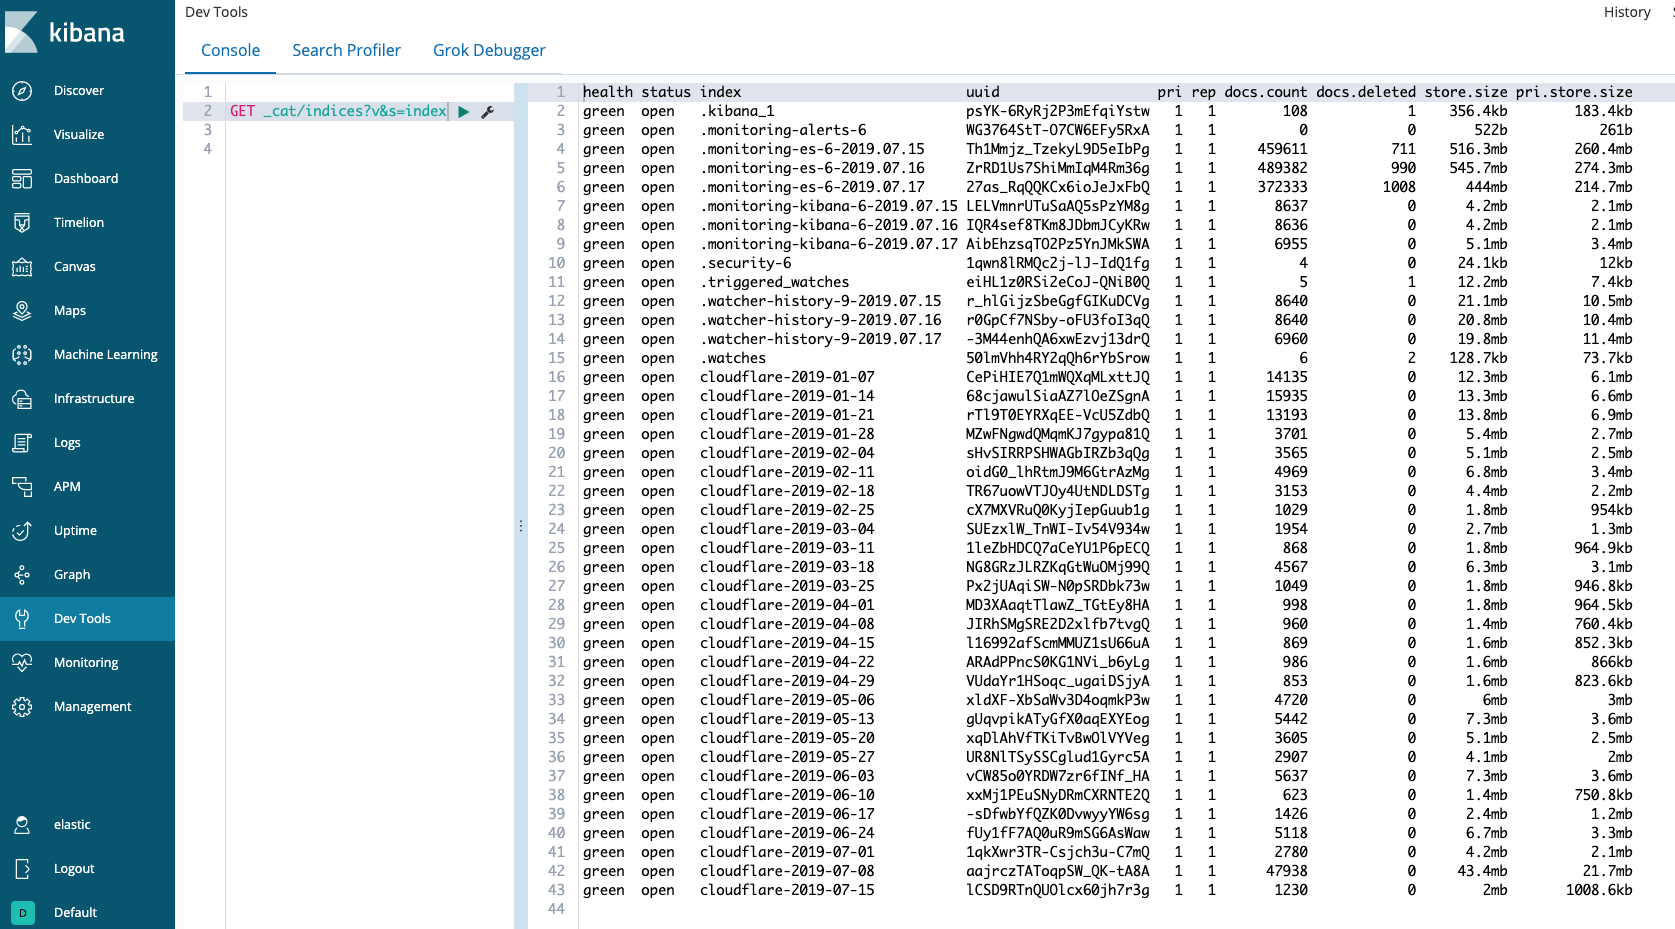 kibana
Discover
Visualize
Dashboard
Timelion
Canvas
Maps
Machine Learning
Infrastructure
Logs
APM
Uptime
Graph
Dev Tools
Monitoring
Management
elastic
Logout
D Default
Dev Tools
History
Console Search Profiler Grok Debugger
1
2 GET _cat/indices?v&s=index
3
4
1 health status index uuid pri rep docs.count docs.deleted store.size pri.store.size
2 green open .kibana_1 psYK-6RyRj2P3mEfqiYstw 1 1 108 1 356.4kb 183.4kb
3 green open .monitoring-alerts-6 WG3764StT-O7CW6EFy5RxA 1 1 0 0 522b 261b
4 green open .monitoring-es-6-2019.07.15 Th1Mmjz_TzekyL9D5eIbPg 1 1 459611 711 516.3mb 260.4mb
5 green open .monitoring-es-6-2019.07.16 ZrRD1Us7ShiMmIqM4Rm36g 1 1 489382 990 545.7mb 274.3mb
6 green open .monitoring-es-6-2019.07.17 27as_RqQQKCx6ioJeJxFbQ 1 1 372333 1008 444mb 214.7mb
7 green open .monitoring-kibana-6-2019.07.15 LELVmnrUTuSaAQ5sPzYM8g 1 1 8637 0 4.2mb 2.1mb
8 green open .monitoring-kibana-6-2019.07.16 IQR4sef8TKm8JDbmJCyKRw 1 1 8636 0 4.2mb 2.1mb
9 green open .monitoring-kibana-6-2019.07.17 AibEhzsqTO2Pz5YnJMkSWA 1 1 6955 0 5.1mb 3.4mb
10 green open .security-6 1qwn8lRMQc2j-lJ-IdQ1fg 1 1 4 0 24.1kb 12kb
11 green open .triggered_watches eiHL1z0RSi2eCoJ-QNiB0Q 1 1 5 1 12.2mb 7.4kb
12 green open .watcher-history-9-2019.07.15 r_hlGijzSbeGgfGIKuDCVg 1 1 8640 0 21.1mb 10.5mb
13 green open .watcher-history-9-2019.07.16 r0GpCf7NSby-oFU3foI3qQ 1 1 8640 0 20.8mb 10.4mb
14 green open .watcher-history-9-2019.07.17 -3M44enhQA6xwEzvj13drQ 1 1 6960 0 19.8mb 11.4mb
15 green open .watches 50lmVhh4RY2qQh6rYbSrow 1 1 6 2 128.7kb 73.7kb
16 green open cloudflare-2019-01-07 CePiHIE7Q1mWQXqMLxttJQ 1 1 14135 0 12.3mb 6.1mb
17 green open cloudflare-2019-01-14 68cjawulSiaAZ7lOeZSgnA 1 1 15935 0 13.3mb 6.6mb
18 green open cloudflare-2019-01-21 rTl9T0EYRXqEE-VcU5ZdbQ 1 1 13193 0 13.8mb 6.9mb
19 green open cloudflare-2019-01-28 MZwFNgwdQMqmKJ7gypa81Q 1 1 3701 0 5.4mb 2.7mb
20 green open cloudflare-2019-02-04 sHvSIRRPSHWAGbIRZb3qQg 1 1 3565 0 5.1mb 2.5mb
21 green open cloudflare-2019-02-11 oidG0_lhRtmJ9M6GtrAzMg 1 1 4969 0 6.8mb 3.4mb
22 green open cloudflare-2019-02-18 TR67uowVTJOy4UtNDLDSTg 1 1 3153 0 4.4mb 2.2mb
23 green open cloudflare-2019-02-25 cX7MXVRuQ0KyjIepGuub1g 1 1 1029 0 1.8mb 954kb
24 green open cloudflare-2019-03-04 SUEzxlW_TnWI-Iv54V934w 1 1 1954 0 2.7mb 1.3mb
25 green open cloudflare-2019-03-11 1leZbHDCQ7aCeYU1P6pECQ 1 1 868 0 1.8mb 964.9kb
26 green open cloudflare-2019-03-18 NG8GRzJLRZKqGtWuOMj99Q 1 1 4567 0 6.3mb 3.1mb
27 green open cloudflare-2019-03-25 Px2jUAqiSW-N0pSRDbk73w 1 1 1049 0 1.8mb 946.8kb
28 green open cloudflare-2019-04-01 MD3XAaqtTlawZ_TGtEy8HA 1 1 998 0 1.8mb 964.5kb
29 green open cloudflare-2019-04-08 JIRhSMgSRE2D2xlfb7tvgQ 1 1 960 0 1.4mb 760.4kb
30 green open cloudflare-2019-04-15 l16992afScmMMUZ1sU66uA 1 1 869 0 1.6mb 852.3kb
31 green open cloudflare-2019-04-22 ARAdPPncS0KG1NVi_b6yLg 1 1 986 0 1.6mb 866kb
32 green open cloudflare-2019-04-29 VUdaYr1HSoqc_ugaiDSjyA 1 1 853 0 1.6mb 823.6kb
33 green open cloudflare-2019-05-06 xldXF-XbSaWv3D4oqmkP3w 1 1 4720 0 6mb 3mb
34 green open cloudflare-2019-05-13 gUqvpikATyGfX0aqEXYEog 1 1 5442 0 7.3mb 3.6mb
35 green open cloudflare-2019-05-20 xqDlAhVfTKiTvBwOlVYVeg 1 1 3605 0 5.1mb 2.5mb
36 green open cloudflare-2019-05-27 UR8NlTSySSCglud1Gyrc5A 1 1 2907 0 4.1mb 2mb
37 green open cloudflare-2019-06-03 vCW85o0YRDW7zr6fINf_HA 1 1 5637 0 7.3mb 3.6mb
38 green open cloudflare-2019-06-10 xxMj1PEuSNyDRmCXRNTE2Q 1 1 623 0 1.4mb 750.8kb
39 green open cloudflare-2019-06-17 -sDfwbYfQZK0DvwyyYW6sg 1 1 1426 0 2.4mb 1.2mb
40 green open cloudflare-2019-06-24 fUy1fF7AQ0uR9mSG6AsWaw 1 1 5118 0 6.7mb 3.3mb
41 green open cloudflare-2019-07-01 1qkXwr3TR-Csjch3u-C7mQ 1 1 2780 0 4.2mb 2.1mb
42 green open cloudflare-2019-07-08 aajrczTAToqpSW_QK-tA8A 1 1 47938 0 43.4mb 21.7mb
43 green open cloudflare-2019-07-15 lCSD9RTnQUOlcx60jh7r3g 1 1 1230 0 2mb 1008.6kb
44